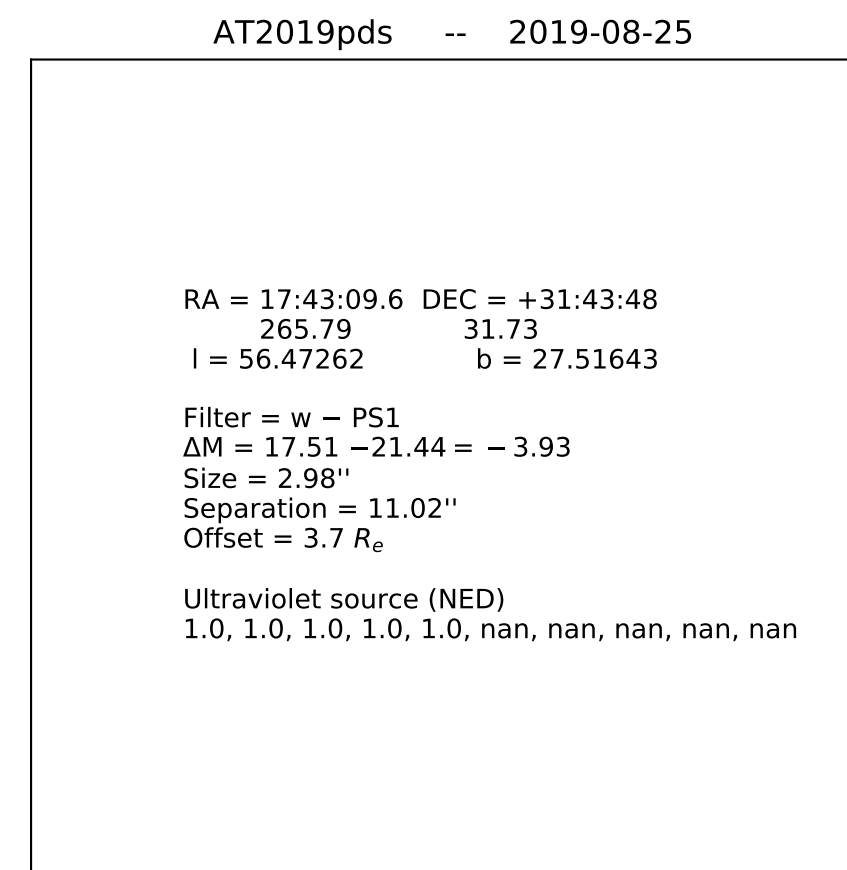 AT2019pds -- 2019-08-25
RA = 17:43:09.6 DEC = +31:43:48
265.79 31.73
l = 56.47262 b = 27.51643
Filter = w − PS1
ΔM = 17.51 −21.44 = − 3.93
Size = 2.98''
Separation = 11.02''
Offset = 3.7 Re
Ultraviolet source (NED)
1.0, 1.0, 1.0, 1.0, 1.0, nan, nan, nan, nan, nan